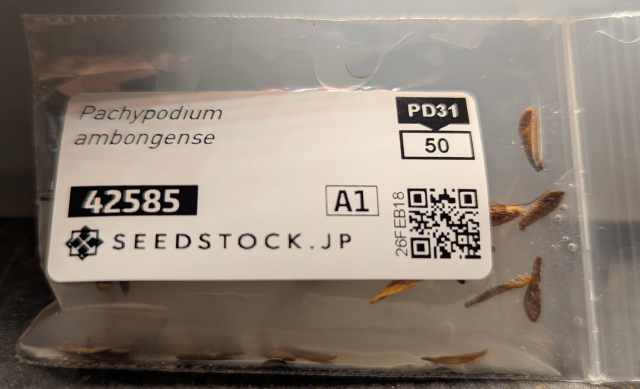 Pachypodium
ambongense
PD31
50
42585
A1
26FEB18
SEEDSTOCK.JP